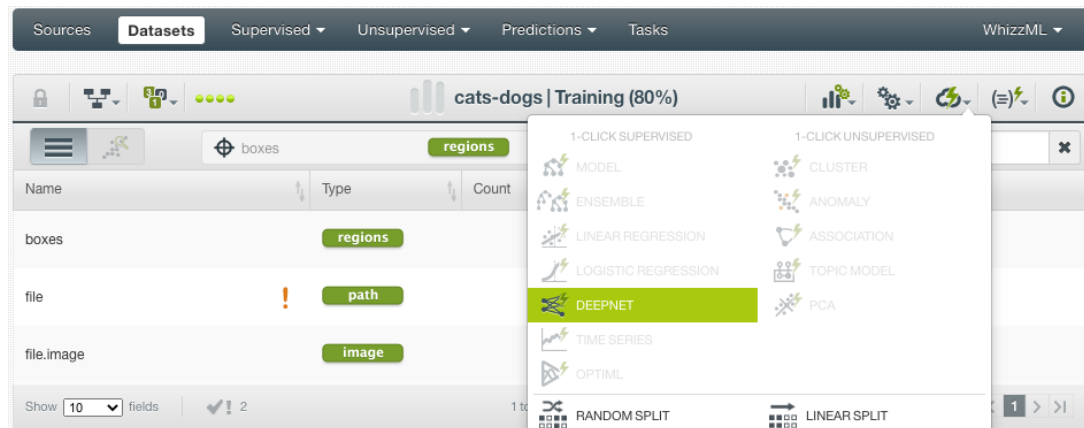 Sources Datasets Supervised Unsupervised Predictions Tasks WhizzML
cats-dogs | Training (80%)
boxes regions
1-CLICK SUPERVISED 1-CLICK UNSUPERVISED
MODEL CLUSTER
ENSEMBLE ANOMALY
LINEAR REGRESSION ASSOCIATION
LOGISTIC REGRESSION TOPIC MODEL
DEEPNET PCA
TIME SERIES
OPTIML
RANDOM SPLIT LINEAR SPLIT
Name Type Count
boxes regions
file ! path
file.image image
Show 10 fields 2 1 to 1